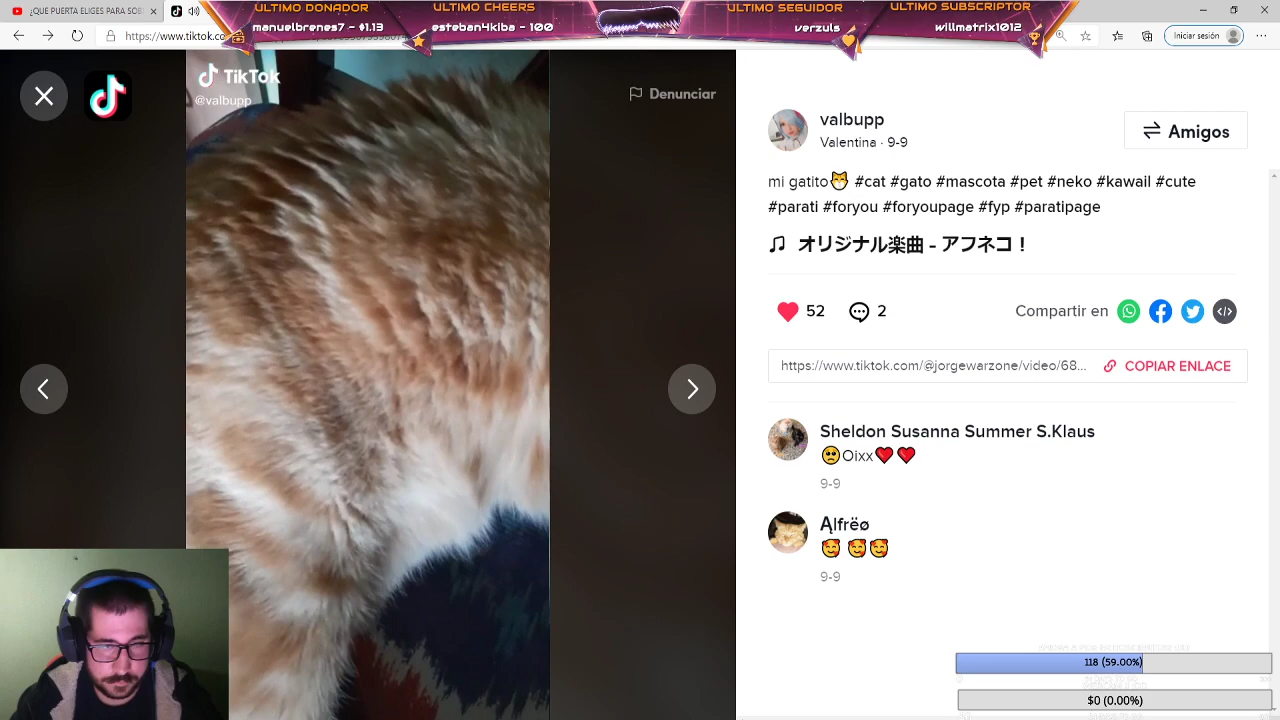 ULTIMO DONADOR
manuelbrenes7 - $1.13
ULTIMO CHEERS
esteban4kiba - 100
ULTIMO SEGUIDOR
verzuls
ULTIMO SUBSCRIPTOR
willmatrix1012
¿QUÉ PUERTA ELIGES PARA SOB
https://www.tiktok.co
Iniciar sesión
TikTok
@valbupp
Denunciar
valbupp
Valentina · 9-9
Amigos
mi gatito😸 #cat #gato #mascota #pet #neko #kawaii #cute
#parati #foryou #foryoupage #fyp #paratipage
オリジナル楽曲 - アフネコ！
52
2
Compartir en
https://www.tiktok.com/@jorgewarzone/video/68...
COPIAR ENLACE
Sheldon Susanna Summer S.Klaus
🥺Oixx❤️❤️
9-9
Ąlfrëø
🥰 🥰🥰
9-9
118 (59.00%)
$0 (0.00%)